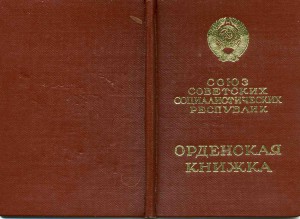 СОЮЗ
СОВЕТСКИХ
СОЦИАЛИСТИЧЕСКИХ
РЕСПУБЛИК
ОРДЕНСКАЯ
КНИЖКА